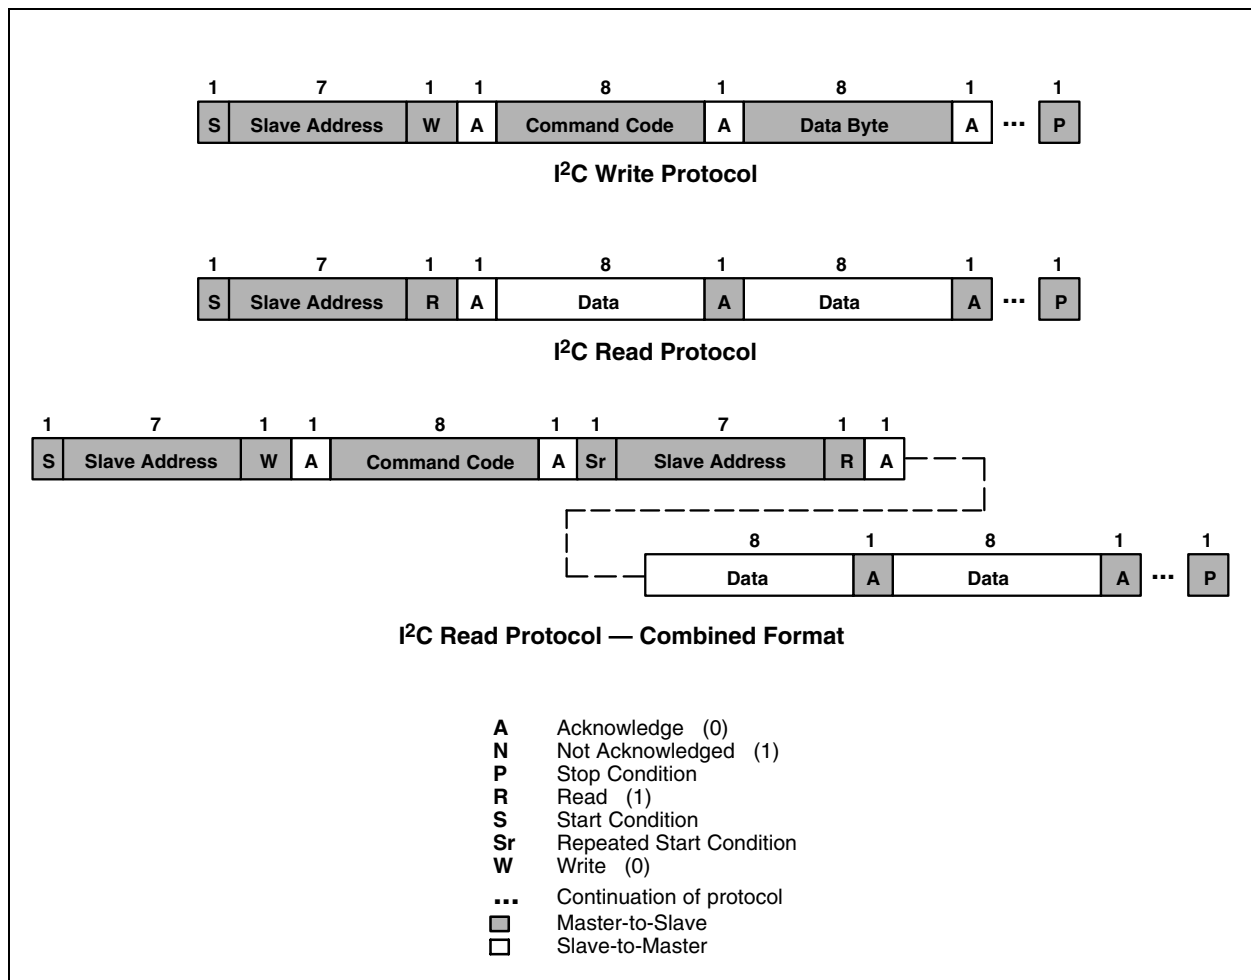 1 7 1 1 8 1 8 1 1
S Slave Address W A Command Code A Data Byte A ... P
I²C Write Protocol
1 7 1 1 8 1 8 1 1
S Slave Address R A Data A Data A ... P
I²C Read Protocol
1 7 1 1 8 1 1 7 1 1
S Slave Address W A Command Code A Sr Slave Address R A
8 1 8 1 1
Data A Data A ... P
I²C Read Protocol — Combined Format
A Acknowledge (0)
N Not Acknowledged (1)
P Stop Condition
R Read (1)
S Start Condition
Sr Repeated Start Condition
W Write (0)
... Continuation of protocol
Master-to-Slave
Slave-to-Master